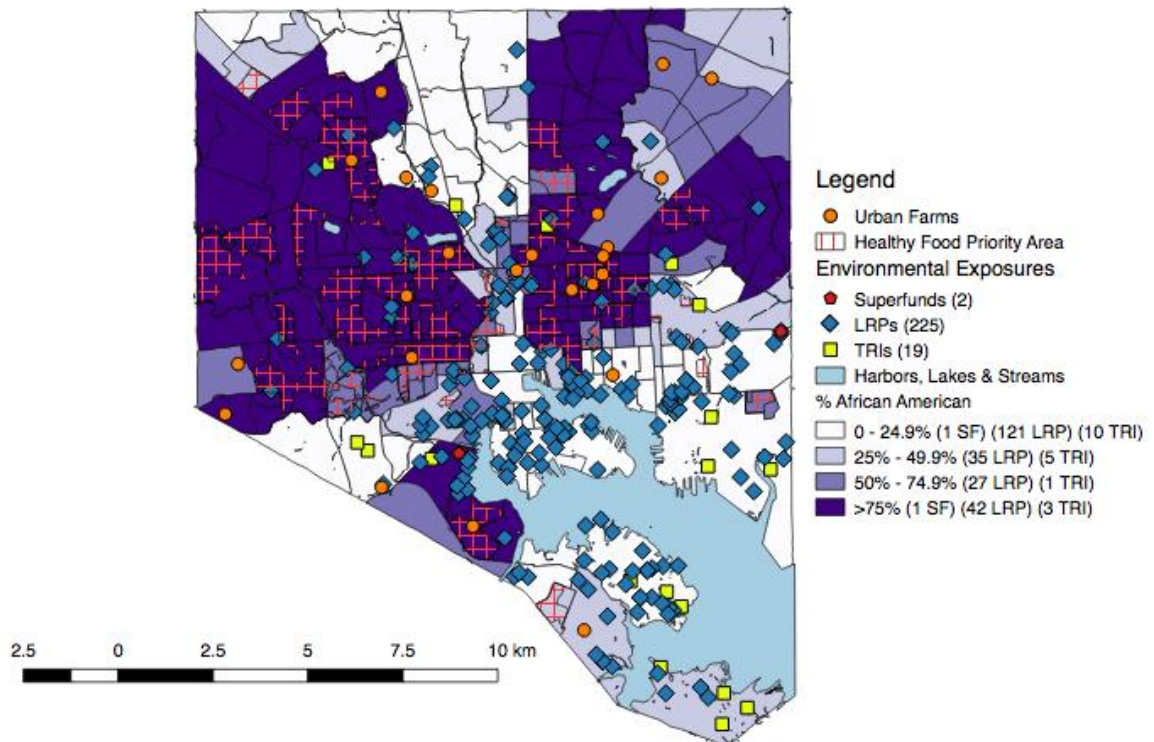 Legend
Urban Farms
Healthy Food Priority Area
Environmental Exposures
Superfunds (2)
LRPs (225)
TRIs (19)
Harbors, Lakes & Streams
% African American
0 - 24.9% (1 SF) (121 LRP) (10 TRI)
25% - 49.9% (35 LRP) (5 TRI)
50% - 74.9% (27 LRP) (1 TRI)
>75% (1 SF) (42 LRP) (3 TRI)
2.5 0 2.5 5 7.5 10 km